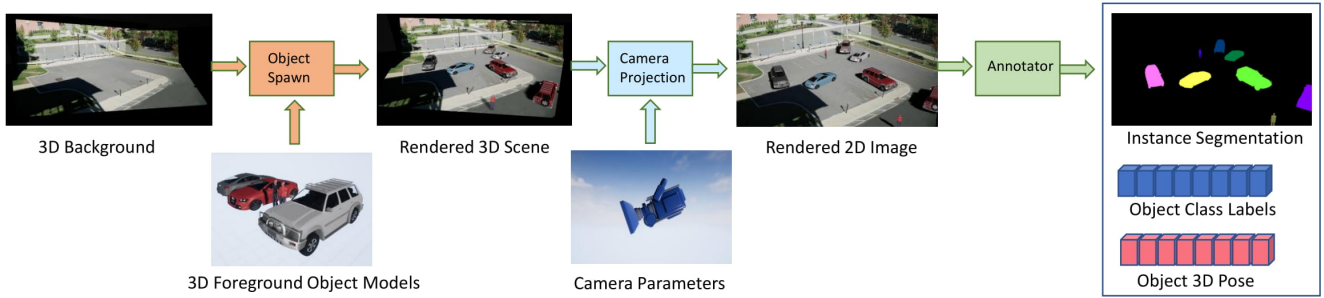 Object
Spawn
Camera
Projection
Annotator
3D Background
Rendered 3D Scene
Rendered 2D Image
Instance Segmentation
Object Class Labels
3D Foreground Object Models
Camera Parameters
Object 3D Pose